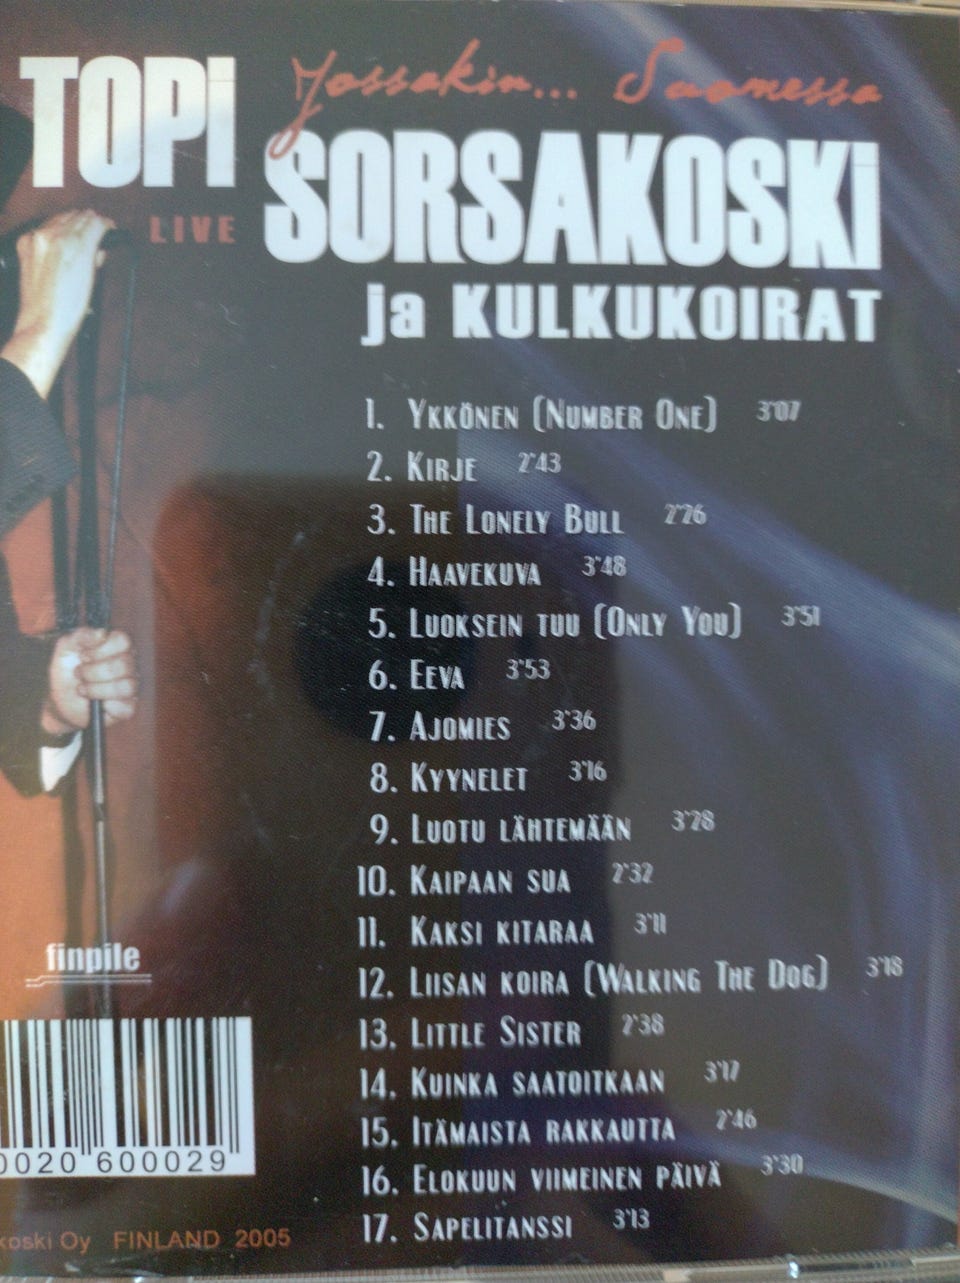 Jossakin... Suomessa
TOPI
LIVE
SORSAKOSKI
ja KULKUKOIRAT
1. YKKÖNEN (NUMBER ONE) 3'07
2. KIRJE 2'43
3. THE LONELY BULL 2'26
4. HAAVEKUVA 3'48
5. LUOKSEIN TUU (ONLY YOU) 3'51
6. EEVA 3'53
7. AJOMIES 3'36
8. KYYNELET 3'16
9. LUOTU LÄHTEMÄÄN 3'28
10. KAIPAAN SUA 2'32
11. KAKSI KITARAA 3'11
12. LIISAN KOIRA (WALKING THE DOG) 3'18
13. LITTLE SISTER 2'38
14. KUINKA SAATOITKAAN 3'17
15. ITÄMAISTA RAKKAUTTA 2'46
16. ELOKUUN VIIMEINEN PÄIVÄ 3'30
17. SAPELITANSSI 3'13
finpile
0020 600029
koski Oy FINLAND 2005